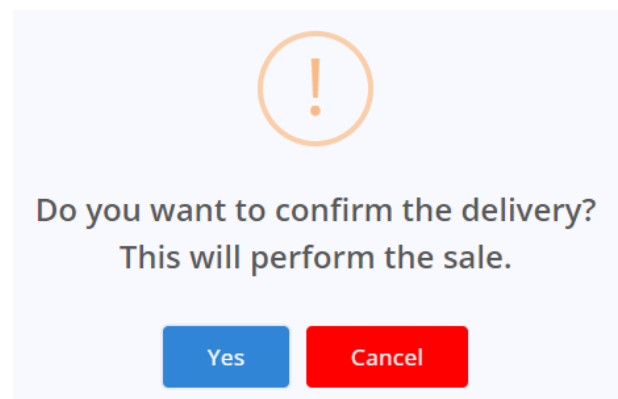 !
Do you want to confirm the delivery?
This will perform the sale.
Yes
Cancel